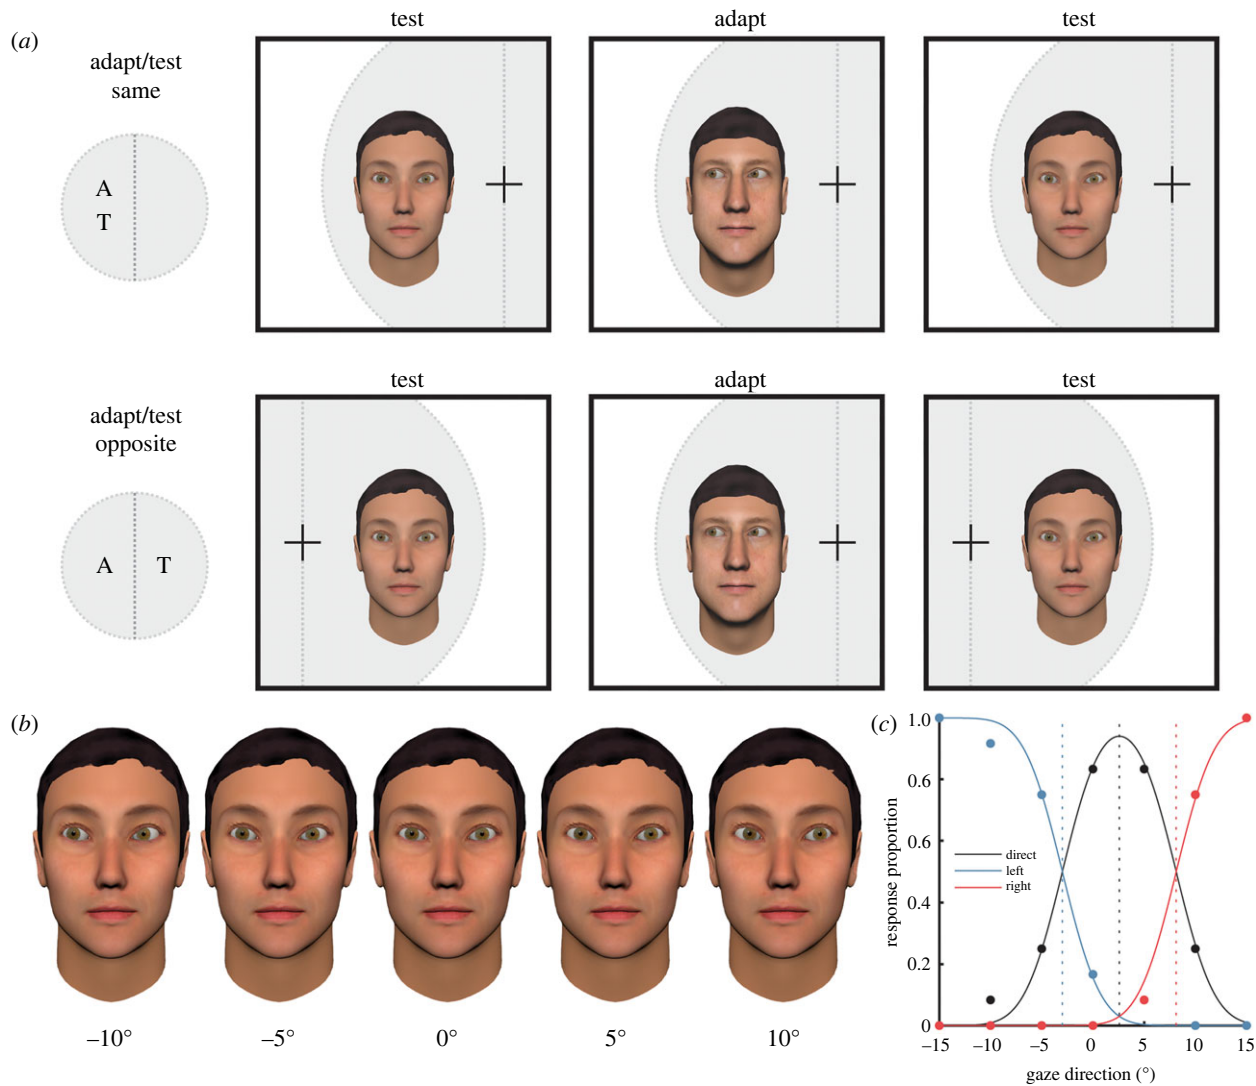 (a)
test
adapt
test
adapt/test
same
A
T
test
adapt
test
adapt/test
opposite
A T
(b)
–10°
–5°
0°
5°
10°
(c)
1.0
0.6
0.6
0.4
0.2
0
response proportion
direct
left
right
–15
–10
–5
0
5
10
15
gaze direction (°)